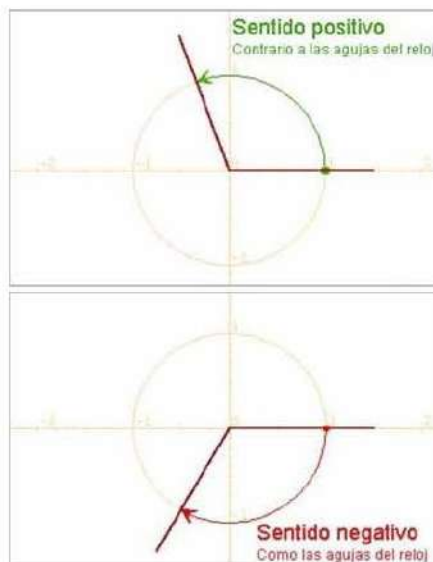 Sentido positivo
Contrario a las agujas del reloj
Sentido negativo
Como las agujas del reloj